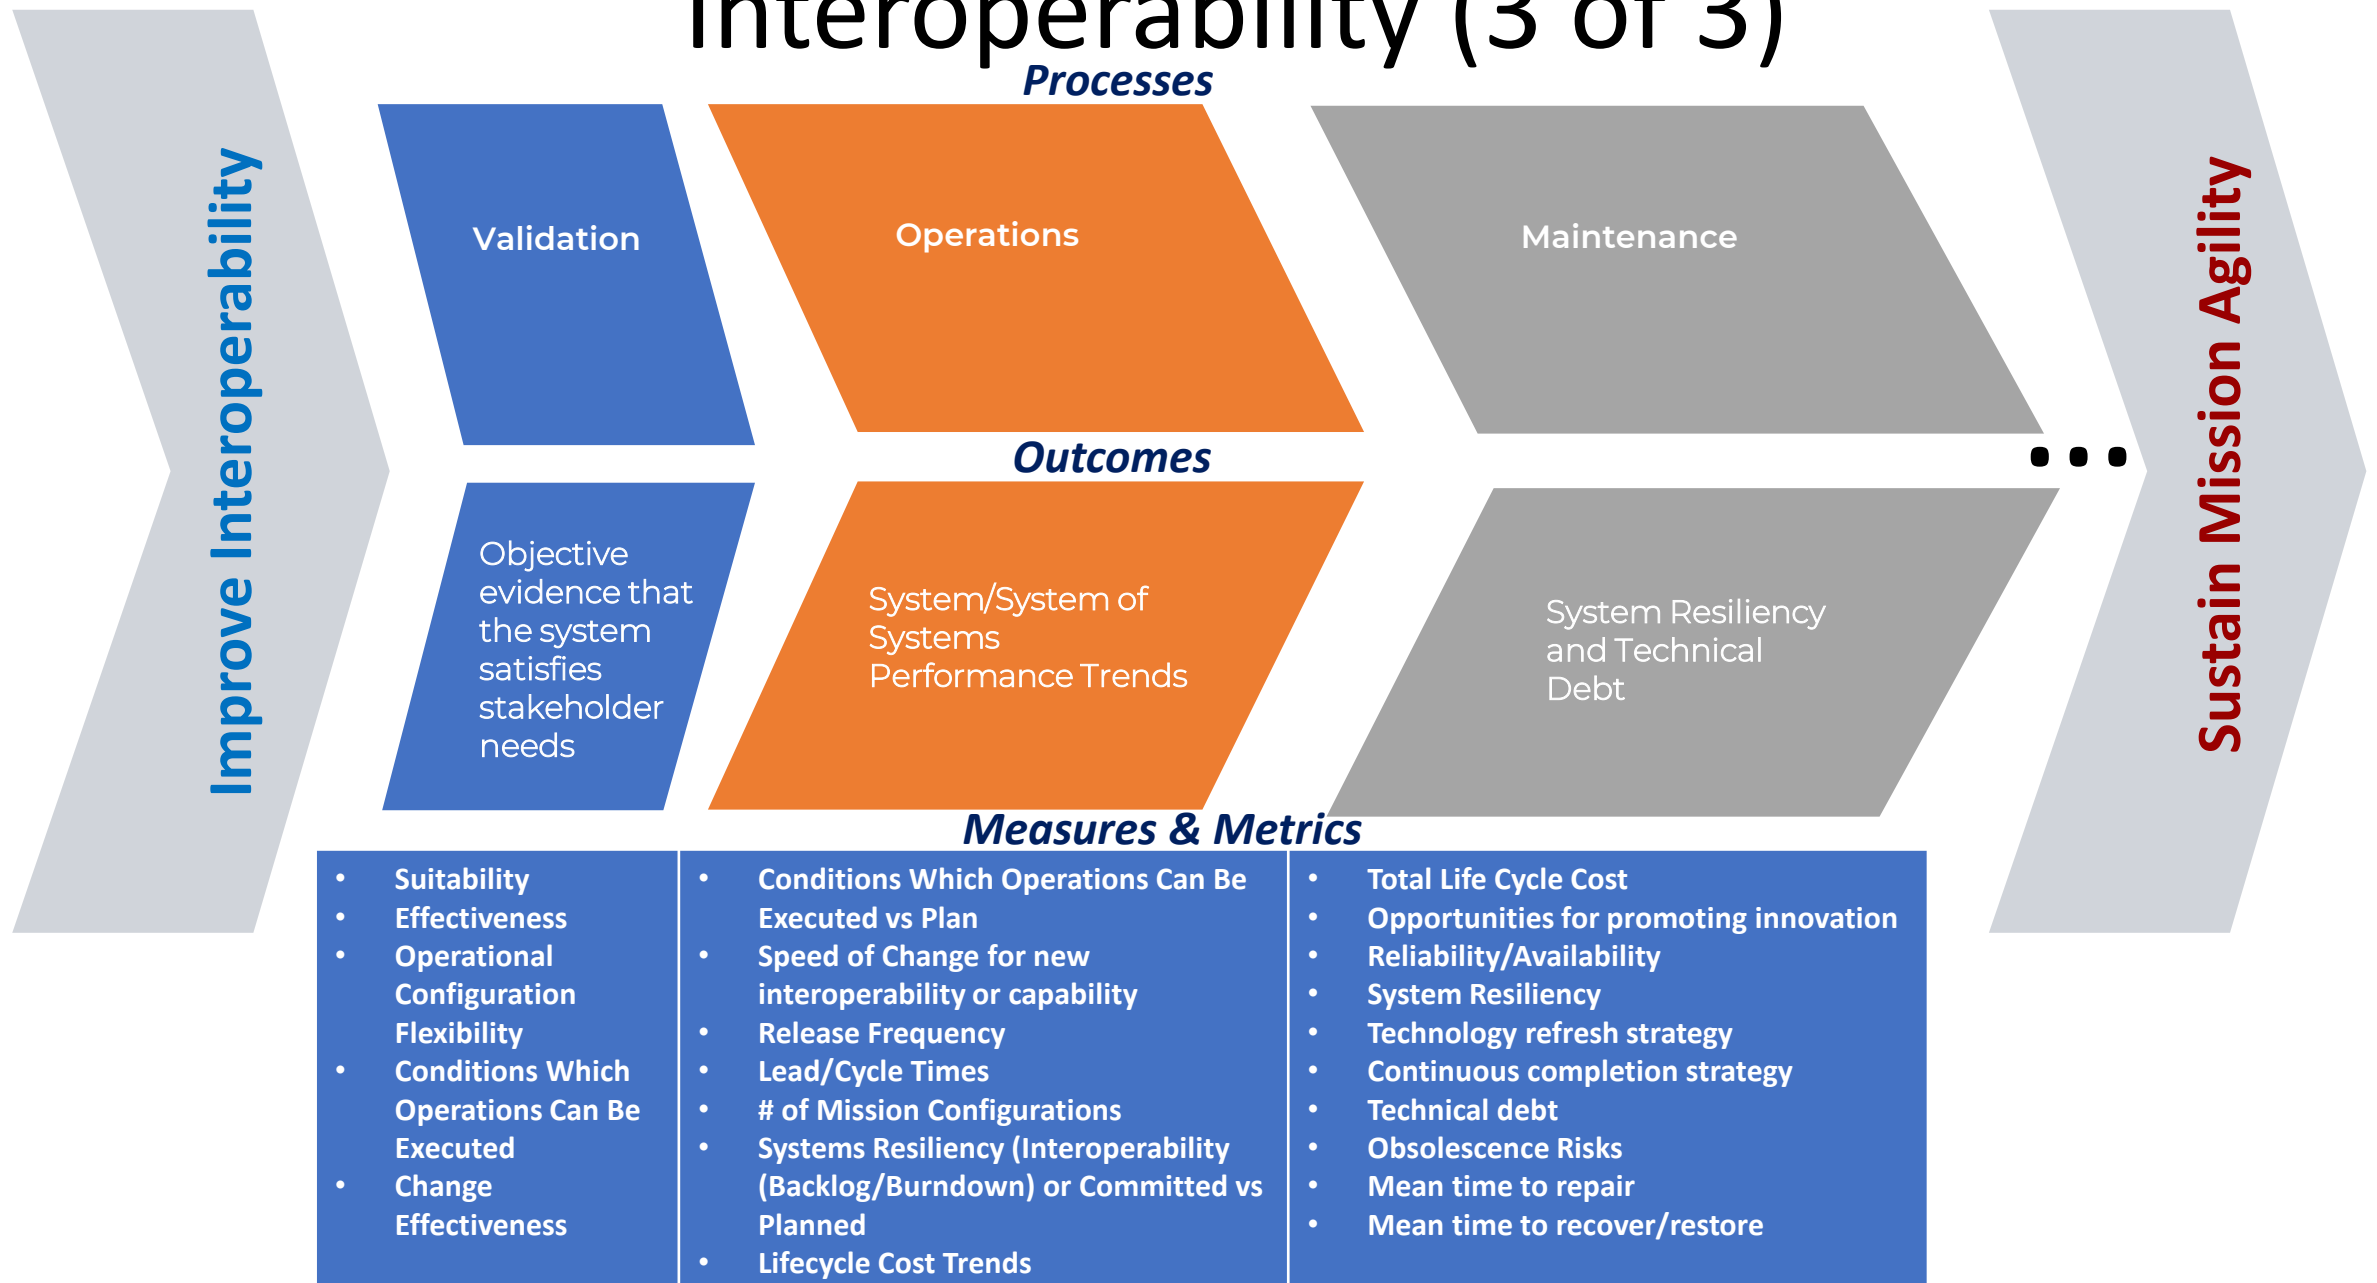 Interoperability (3 of 3)
Processes
Improve Interoperability
Validation
Operations
Maintenance
Sustain Mission Agility
Outcomes
...
Objective
evidence that
the system
satisfies
stakeholder
needs
System/System of
Systems
Performance Trends
System Resiliency
and Technical
Debt
Measures & Metrics
• Suitability
• Effectiveness
• Operational
Configuration
Flexibility
• Conditions Which
Operations Can Be
Executed
• Change
Effectiveness
• Conditions Which Operations Can Be
Executed vs Plan
• Speed of Change for new
interoperability or capability
• Release Frequency
• Lead/Cycle Times
• # of Mission Configurations
• Systems Resiliency (Interoperability
(Backlog/Burndown) or Committed vs
Planned
• Lifecycle Cost Trends
• Total Life Cycle Cost
• Opportunities for promoting innovation
• Reliability/Availability
• System Resiliency
• Technology refresh strategy
• Continuous completion strategy
• Technical debt
• Obsolescence Risks
• Mean time to repair
• Mean time to recover/restore